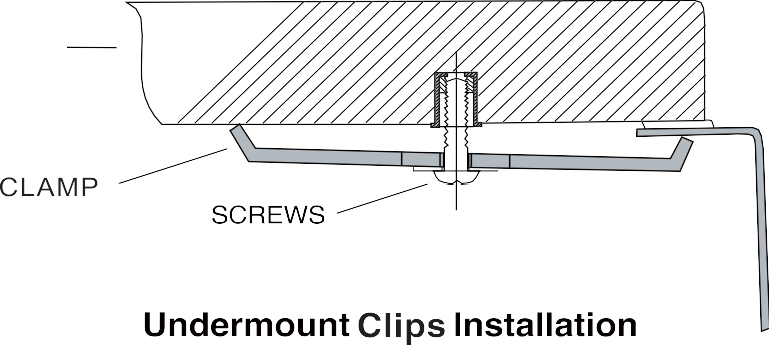 CLAMP
SCREWS
Undermount Clips Installation